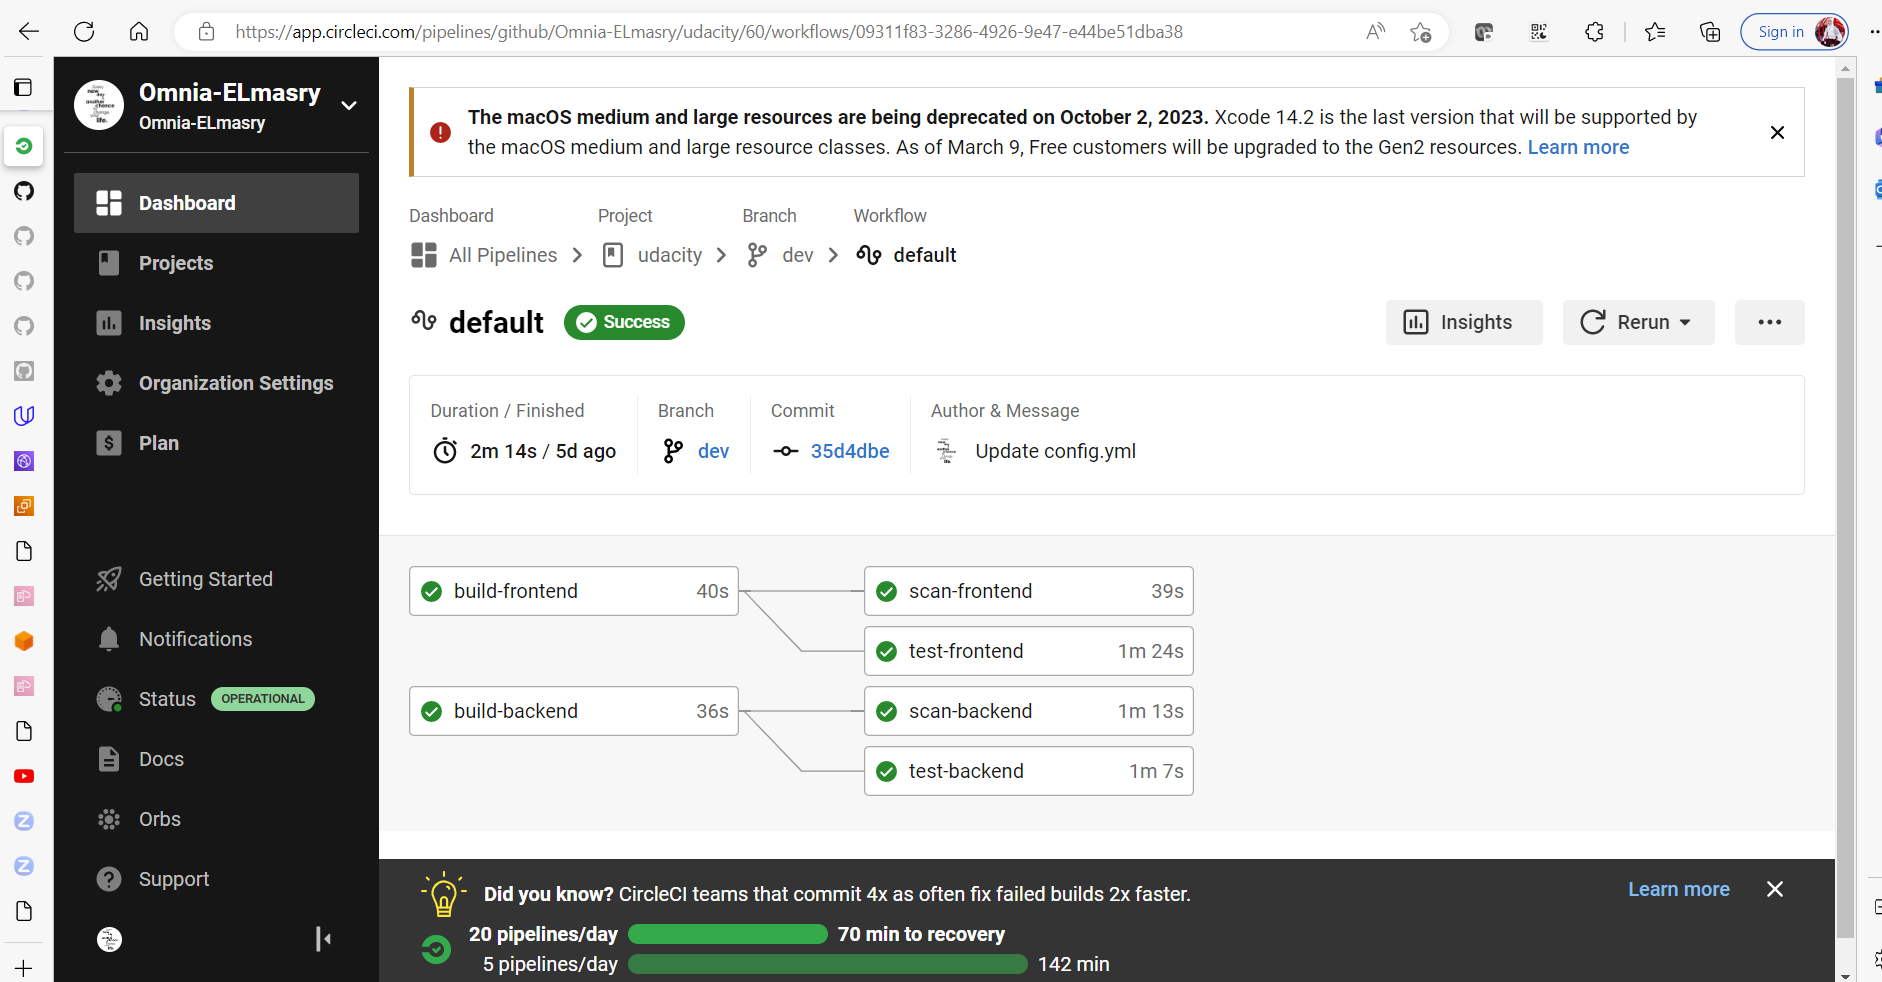 https://app.circleci.com/pipelines/github/Omnia-ELmasry/udacity/60/workflows/09311f83-3286-4926-9e47-e44be51dba38
Sign in
Omnia-ELmasry
Omnia-ELmasry
Dashboard
Projects
Insights
Organization Settings
Plan
Getting Started
Notifications
Status OPERATIONAL
Docs
Orbs
Support
The macOS medium and large resources are being deprecated on October 2, 2023. Xcode 14.2 is the last version that will be supported by
the macOS medium and large resource classes. As of March 9, Free customers will be upgraded to the Gen2 resources. Learn more
Dashboard Project Branch Workflow
All Pipelines udacity dev default
default Success Insights Rerun
Duration / Finished Branch Commit Author & Message
2m 14s / 5d ago dev 35d4dbe Update config.yml
build-frontend 40s scan-frontend 39s
test-frontend 1m 24s
build-backend 36s scan-backend 1m 13s
test-backend 1m 7s
Did you know? CircleCI teams that commit 4x as often fix failed builds 2x faster. Learn more
20 pipelines/day 70 min to recovery
5 pipelines/day 142 min